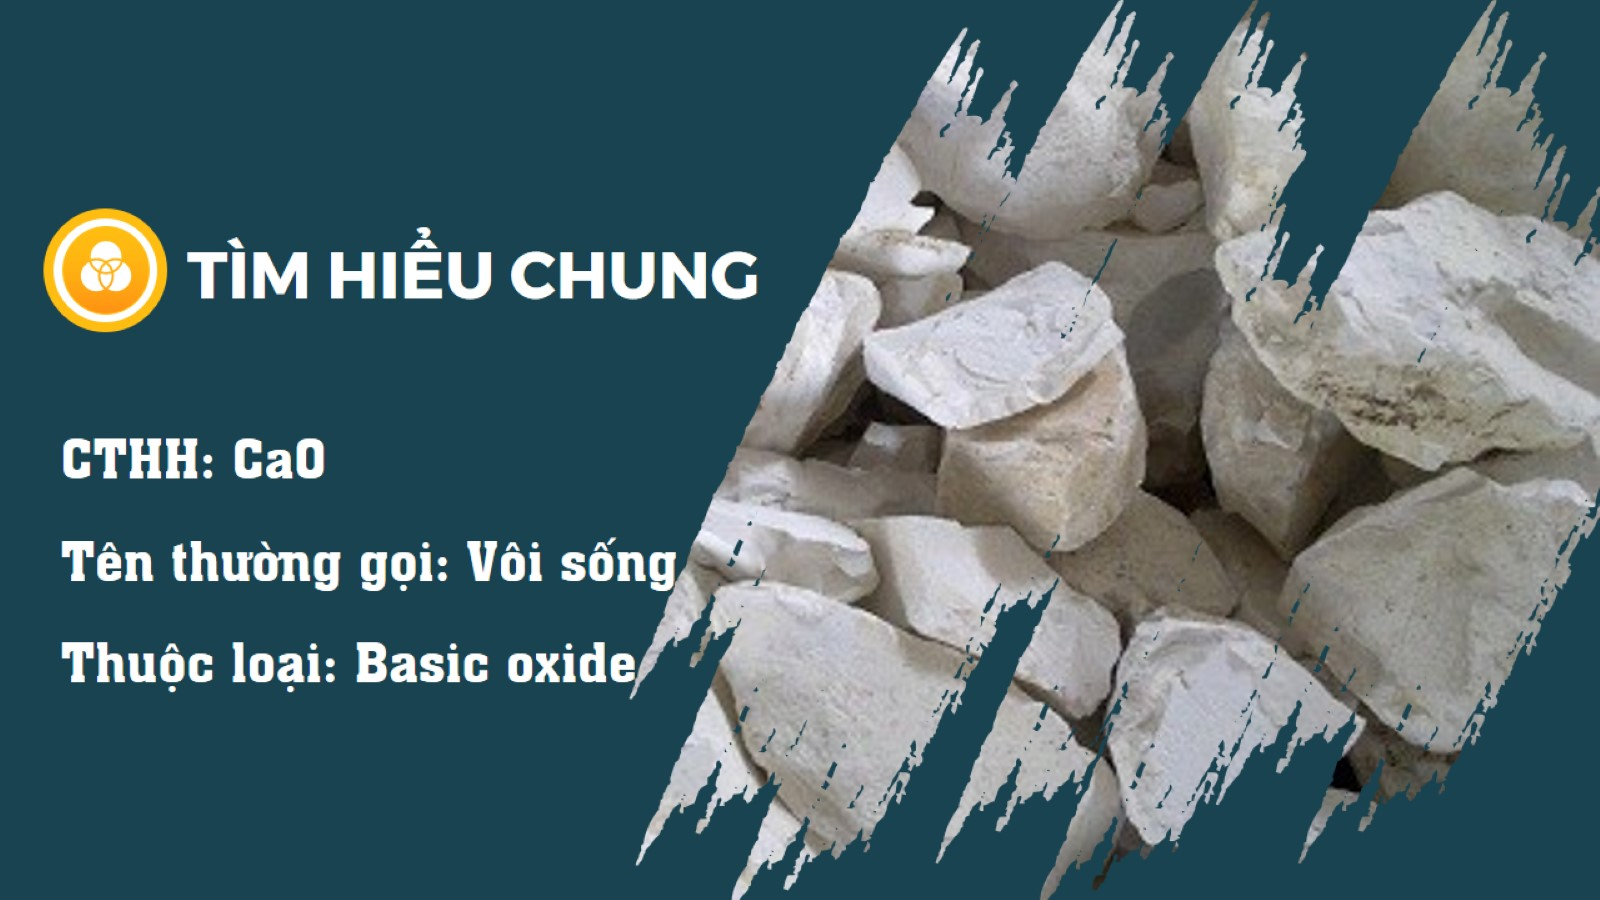 TÌM HIỂU CHUNG
CTHH: CaO
Tên thường gọi: Vôi sống
Thuộc loại: Basic oxide